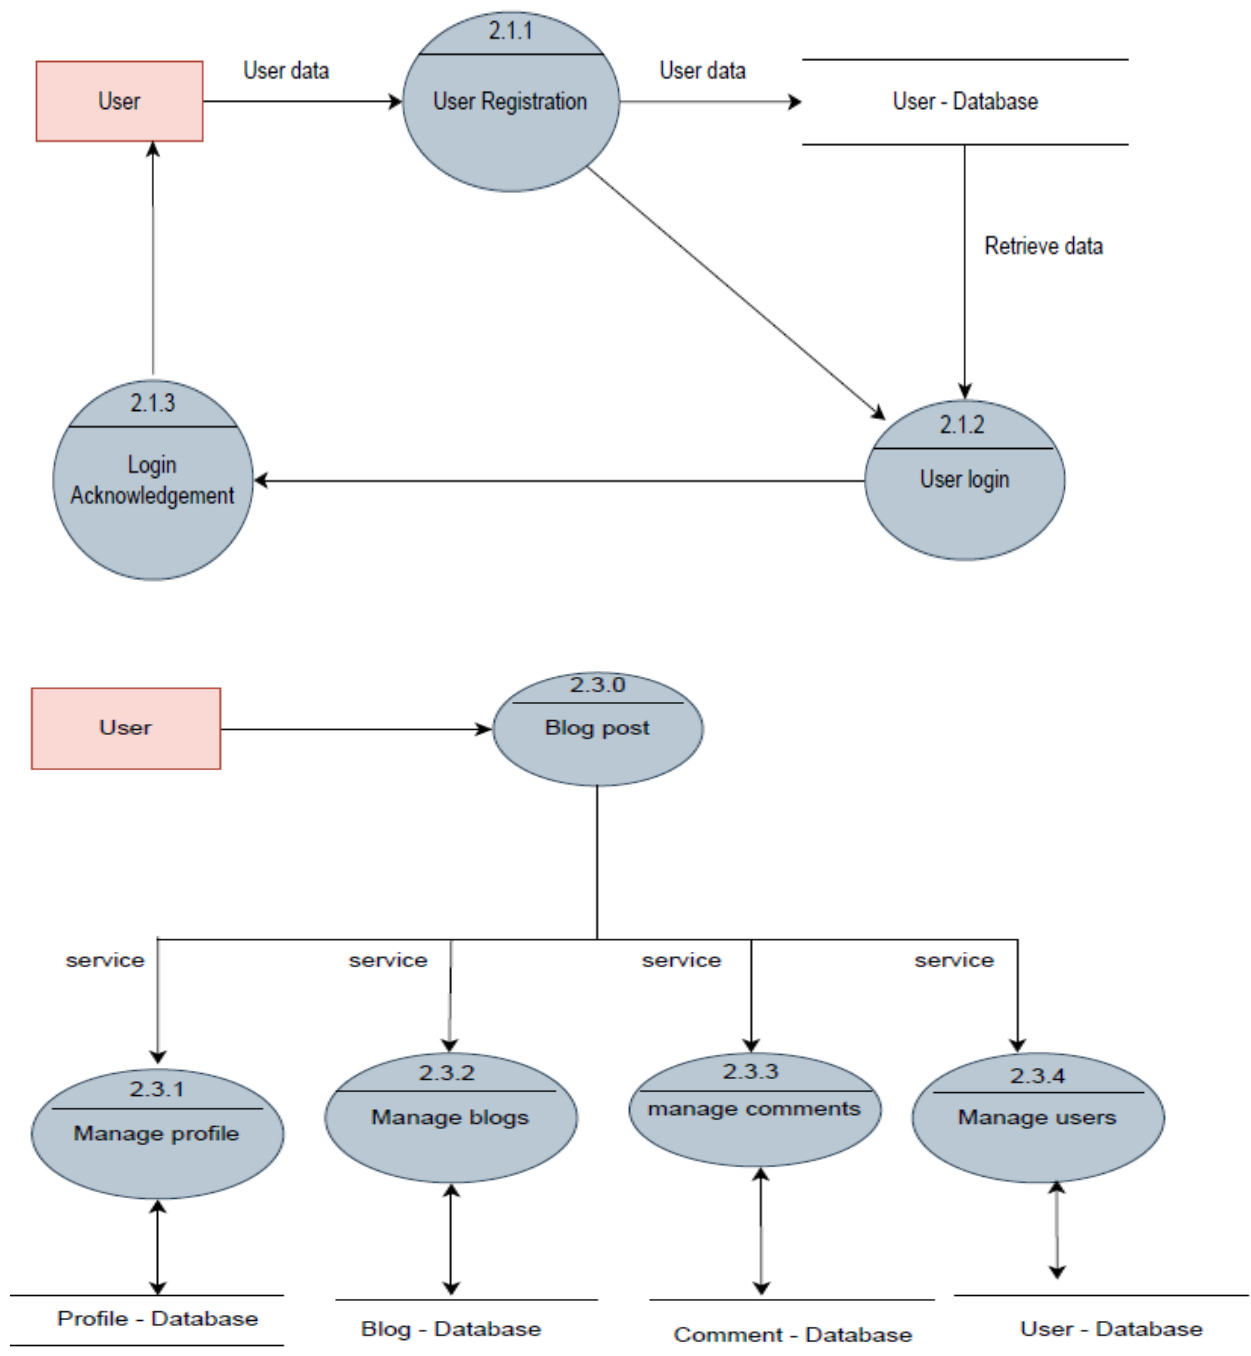 2.1.1
User data
User data
User
User Registration
User - Database
Retrieve data
2.1.3
2.1.2
Login
Acknowledgement
User login
2.3.0
User
Blog post
service
service
service
service
2.3.1
2.3.2
2.3.3
2.3.4
Manage profile
Manage blogs
manage comments
Manage users
Profile - Database
Blog - Database
Comment - Database
User - Database